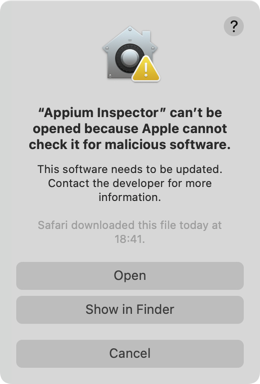 ?
“Appium Inspector” can’t be
opened because Apple cannot
check it for malicious software.
This software needs to be updated.
Contact the developer for more
information.
Safari downloaded this file today at
18:41.
Open
Show in Finder
Cancel